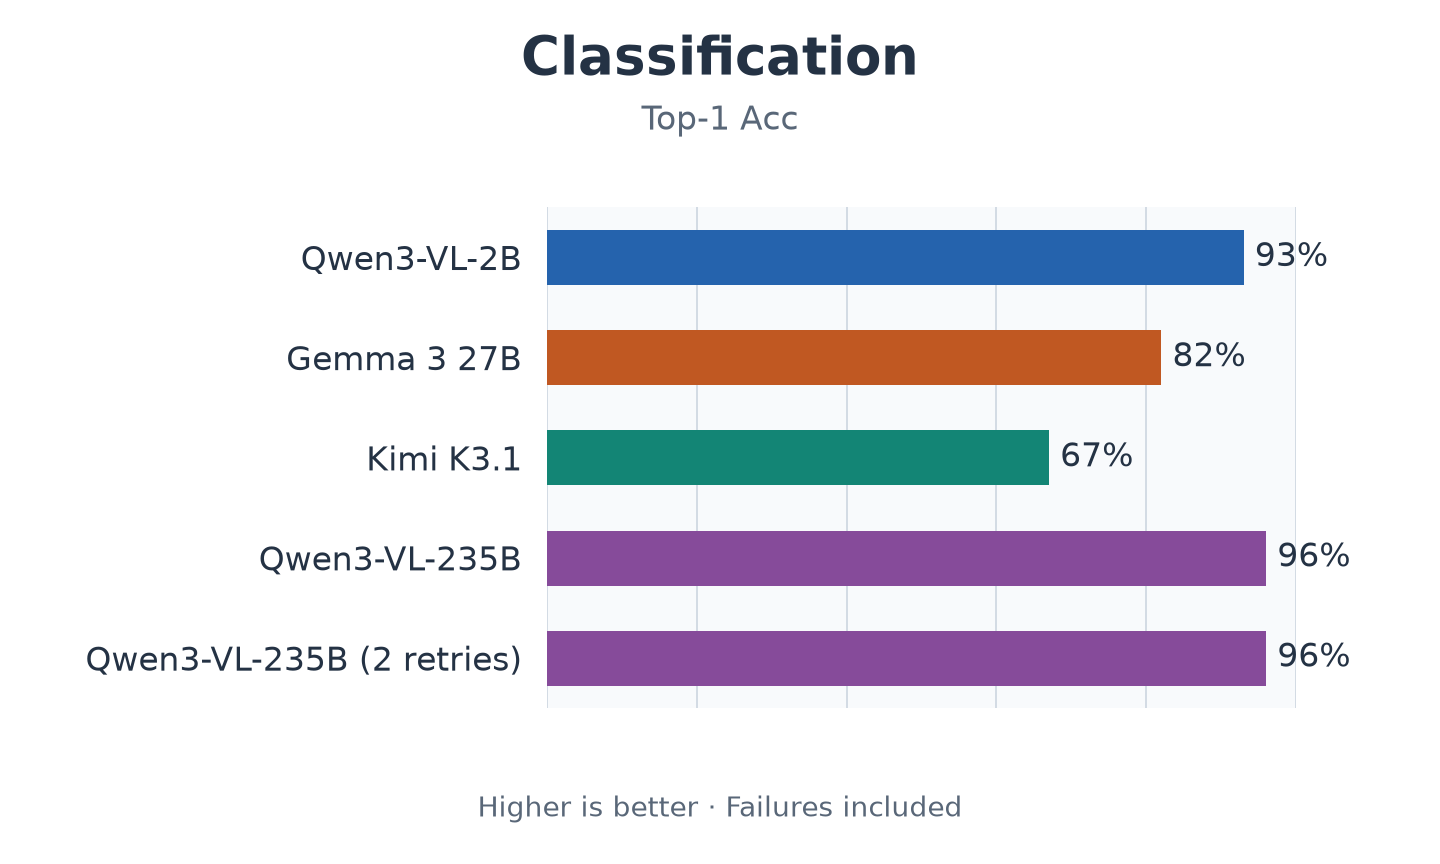 Classification
Top-1 Acc
Qwen3-VL-2B 93%
Gemma 3 27B 82%
Kimi K3.1 67%
Qwen3-VL-235B 96%
Qwen3-VL-235B (2 retries) 96%
Higher is better · Failures included